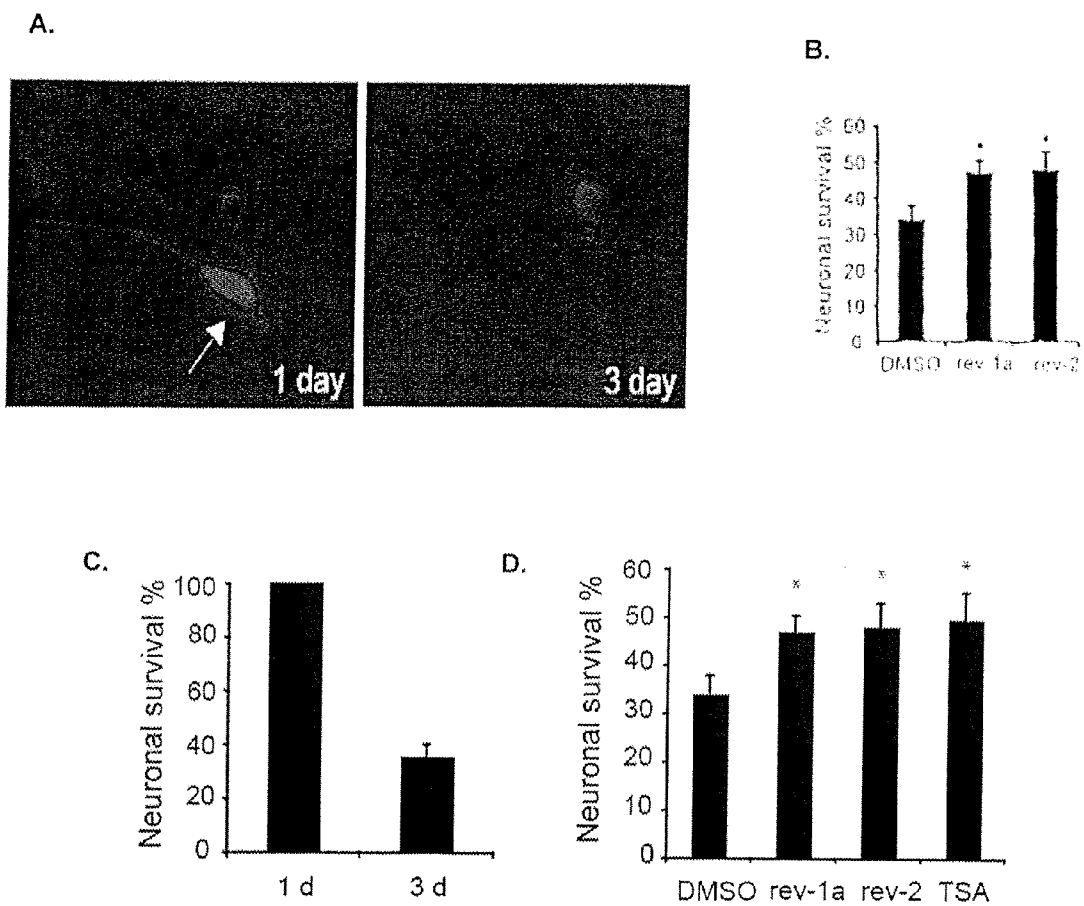 A.
1 day
3 day
B.
Neuronal survival %
60
50
40
30
20
10
0
DMSO rev-1a rev-2
* *
C.
Neuronal survival %
100
80
60
40
20
0
1 d 3 d
D.
Neuronal survival %
60
50
40
30
20
10
0
* * *
DMSO rev-1a rev-2 TSA